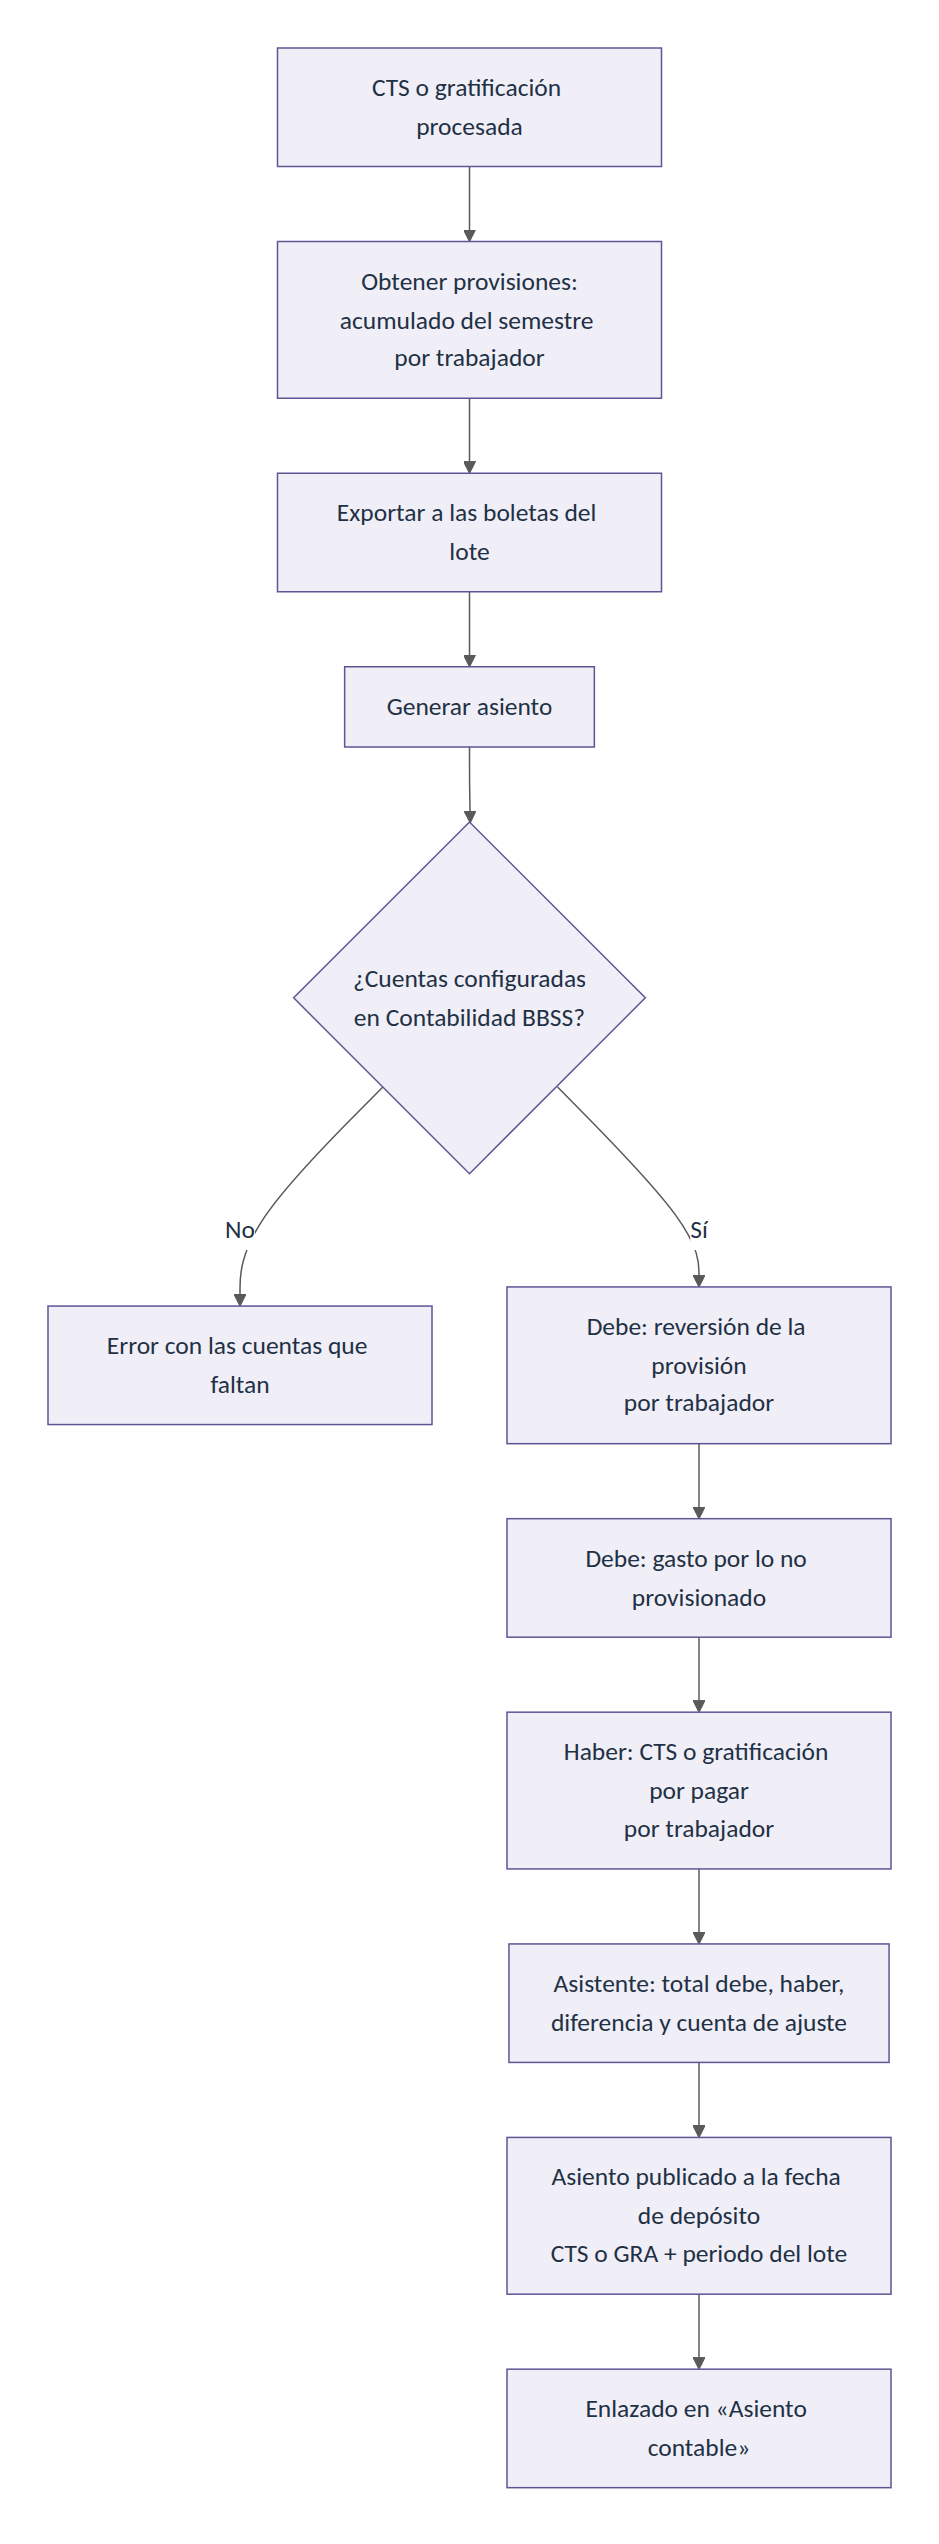 CTS o gratificación
procesada
Obtener provisiones:
acumulado del semestre
por trabajador
Exportar a las boletas del
lote
Generar asiento
¿Cuentas configuradas
en Contabilidad BBSS?
No
Sí
Error con las cuentas que
faltan
Debe: reversión de la
provisión
por trabajador
Debe: gasto por lo no
provisionado
Haber: CTS o gratificación
por pagar
por trabajador
Asistente: total debe, haber,
diferencia y cuenta de ajuste
Asiento publicado a la fecha
de depósito
CTS o GRA + periodo del lote
Enlazado en «Asiento
contable»